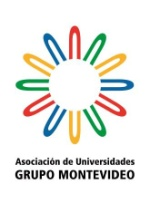 Asociación de Universidades
GRUPO MONTEVIDEO